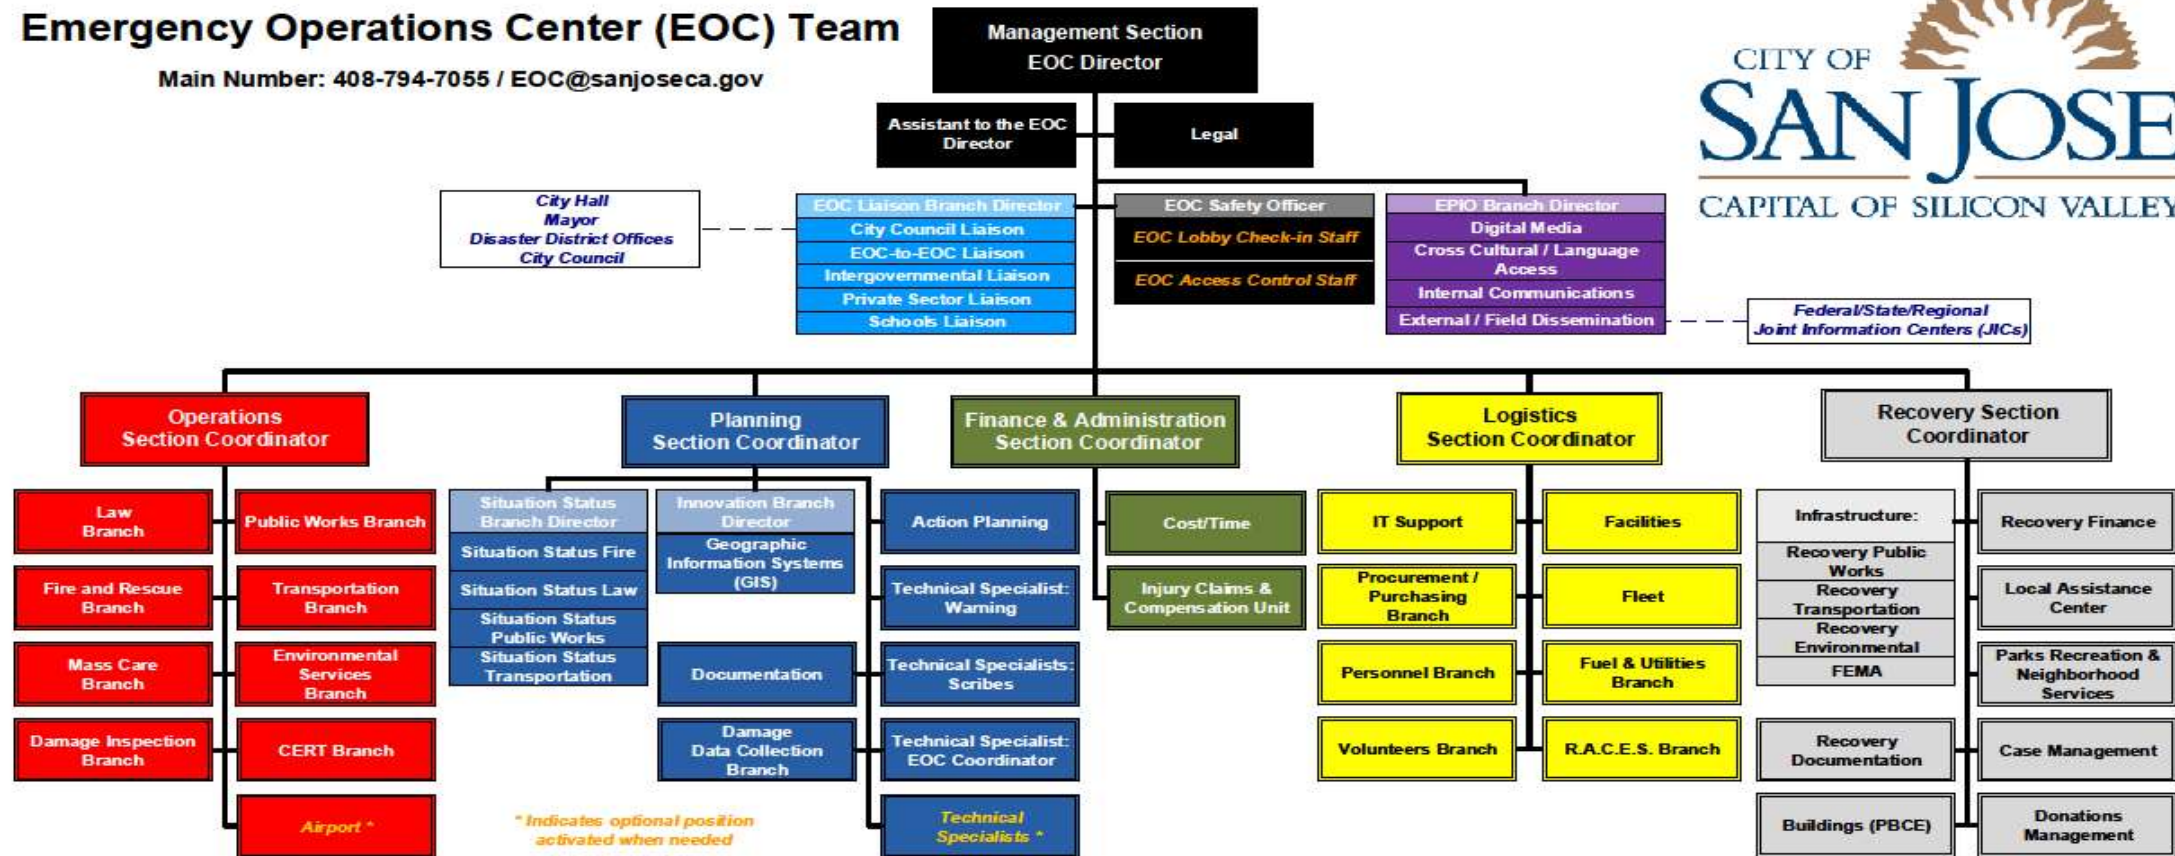 Emergency Operations Center (EOC) Team
Main Number: 408-794-7055 / EOC@sanjoseca.gov
Management Section
EOC Director
CITY OF
SAN JOSE
CAPITAL OF SILICON VALLEY
Assistant to the EOC
Director
Legal
City Hall
Mayor
Disaster District Offices
City Council
EOC Liaison Branch Director
City Council Liaison
EOC-to-EOC Liaison
Intergovernmental Liaison
Private Sector Liaison
Schools Liaison
EOC Safety Officer
EOC Lobby Check-in Staff
EOC Access Control Staff
EPIO Branch Director
Digital Media
Cross Cultural / Language
Access
Internal Communications
External / Field Dissemination
Federal/State/Regional
Joint Information Centers (JICs)
Operations
Section Coordinator
Planning
Section Coordinator
Finance & Administration
Section Coordinator
Logistics
Section Coordinator
Recovery Section
Coordinator
Law
Branch
Public Works Branch
Fire and Rescue
Branch
Transportation
Branch
Mass Care
Branch
Environmental
Services
Branch
Damage Inspection
Branch
CERT Branch
Airport *
Situation Status
Branch Director
Situation Status Fire
Situation Status Law
Situation Status
Public Works
Situation Status
Transportation
Innovation Branch
Director
Geographic
Information Systems
(GIS)
Documentation
Damage
Data Collection
Branch
Action Planning
Technical Specialist:
Warning
Technical Specialists:
Scribes
Technical Specialist:
EOC Coordinator
Technical
Specialists *
* Indicates optional position
activated when needed
Cost/Time
Injury Claims &
Compensation Unit
IT Support
Facilities
Procurement /
Purchasing
Branch
Fleet
Personnel Branch
Fuel & Utilities
Branch
Volunteers Branch
R.A.C.E.S. Branch
Infrastructure:
Recovery Public
Works
Recovery
Transportation
Recovery
Environmental
FEMA
Recovery
Documentation
Buildings (PBCE)
Recovery Finance
Local Assistance
Center
Parks Recreation &
Neighborhood
Services
Case Management
Donations
Management